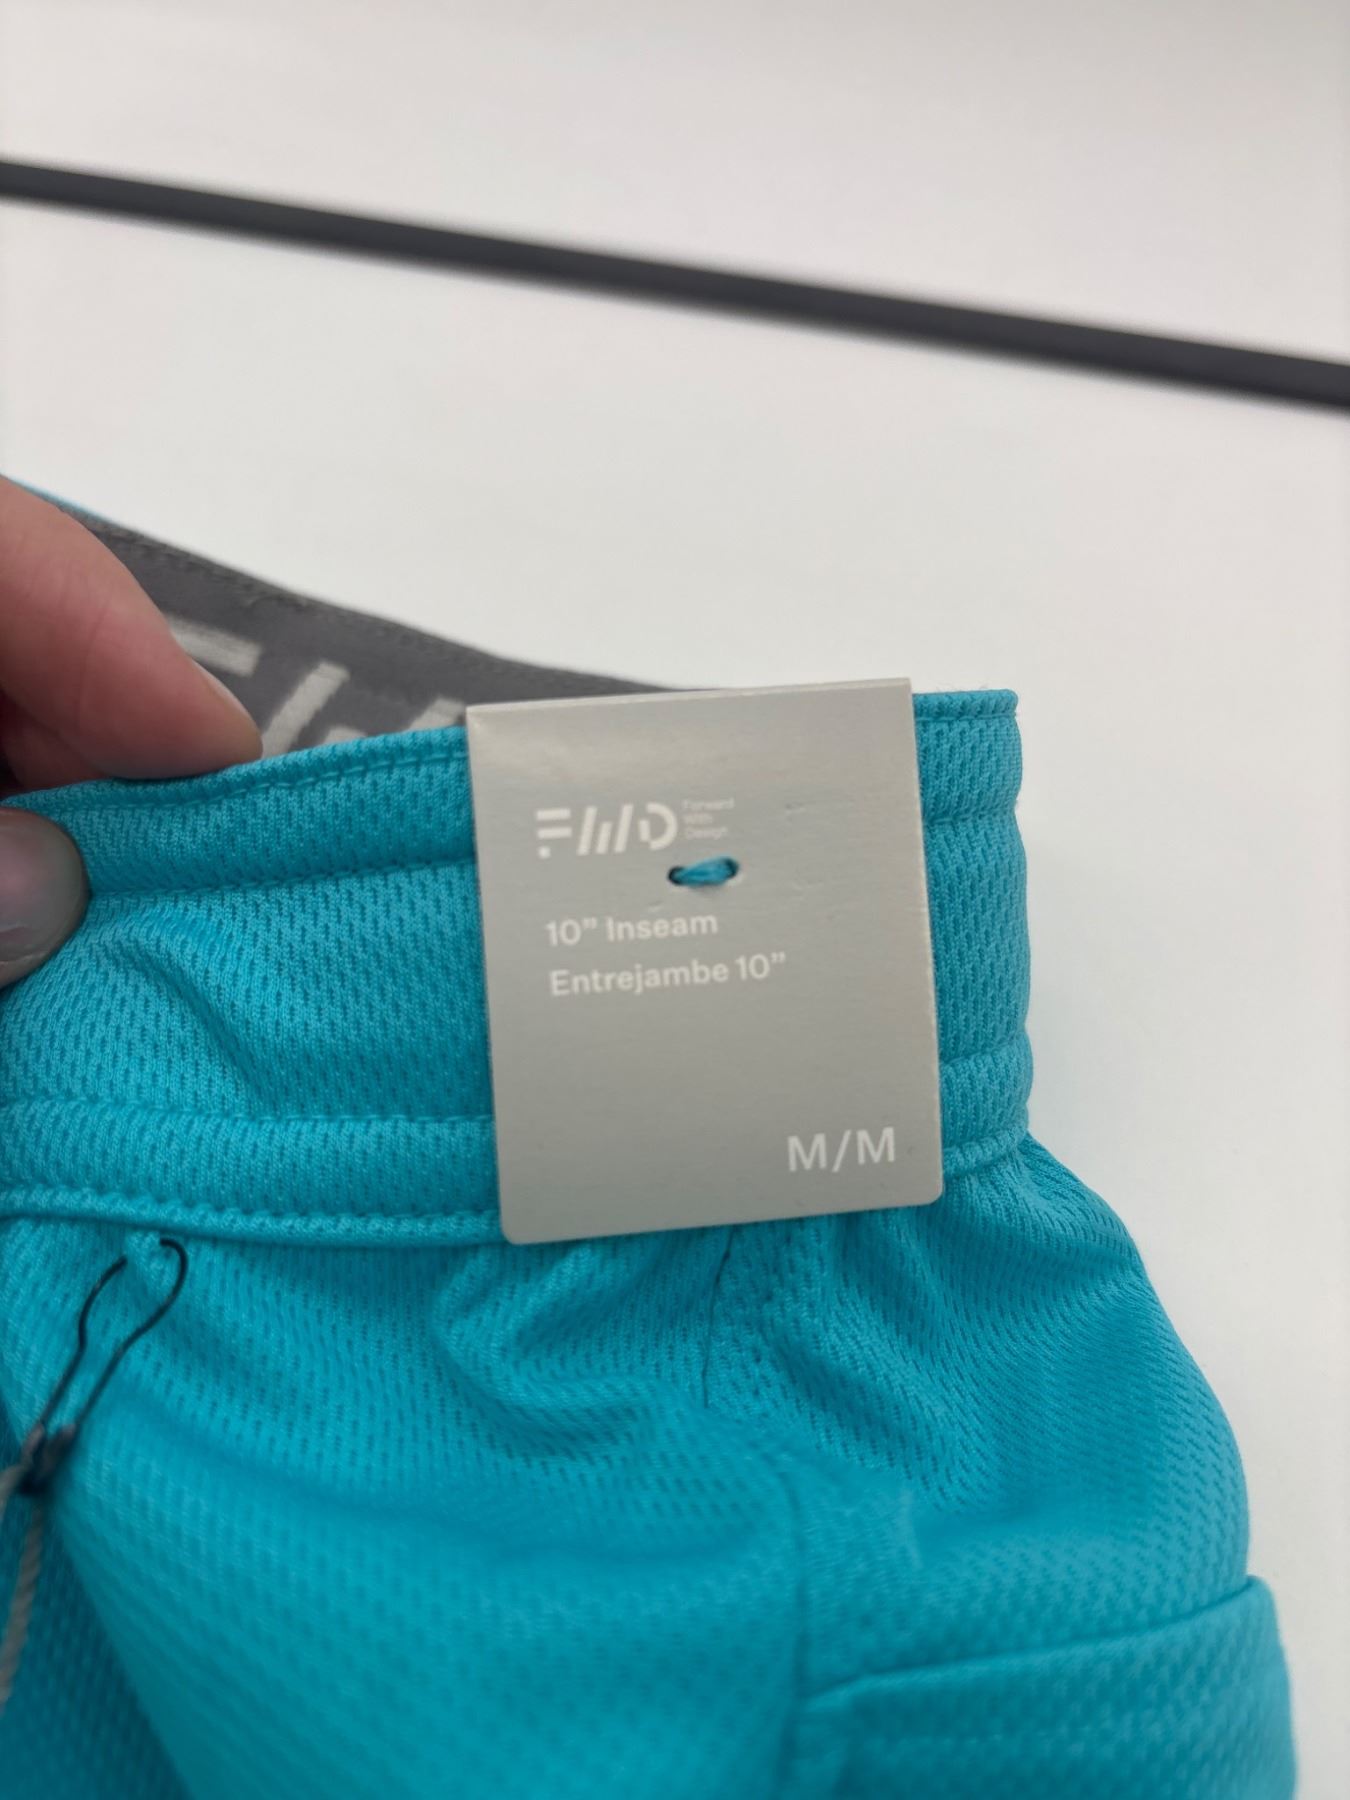 FWD
Forward
With
Design
10” Inseam
Entrejambe 10”
M/M